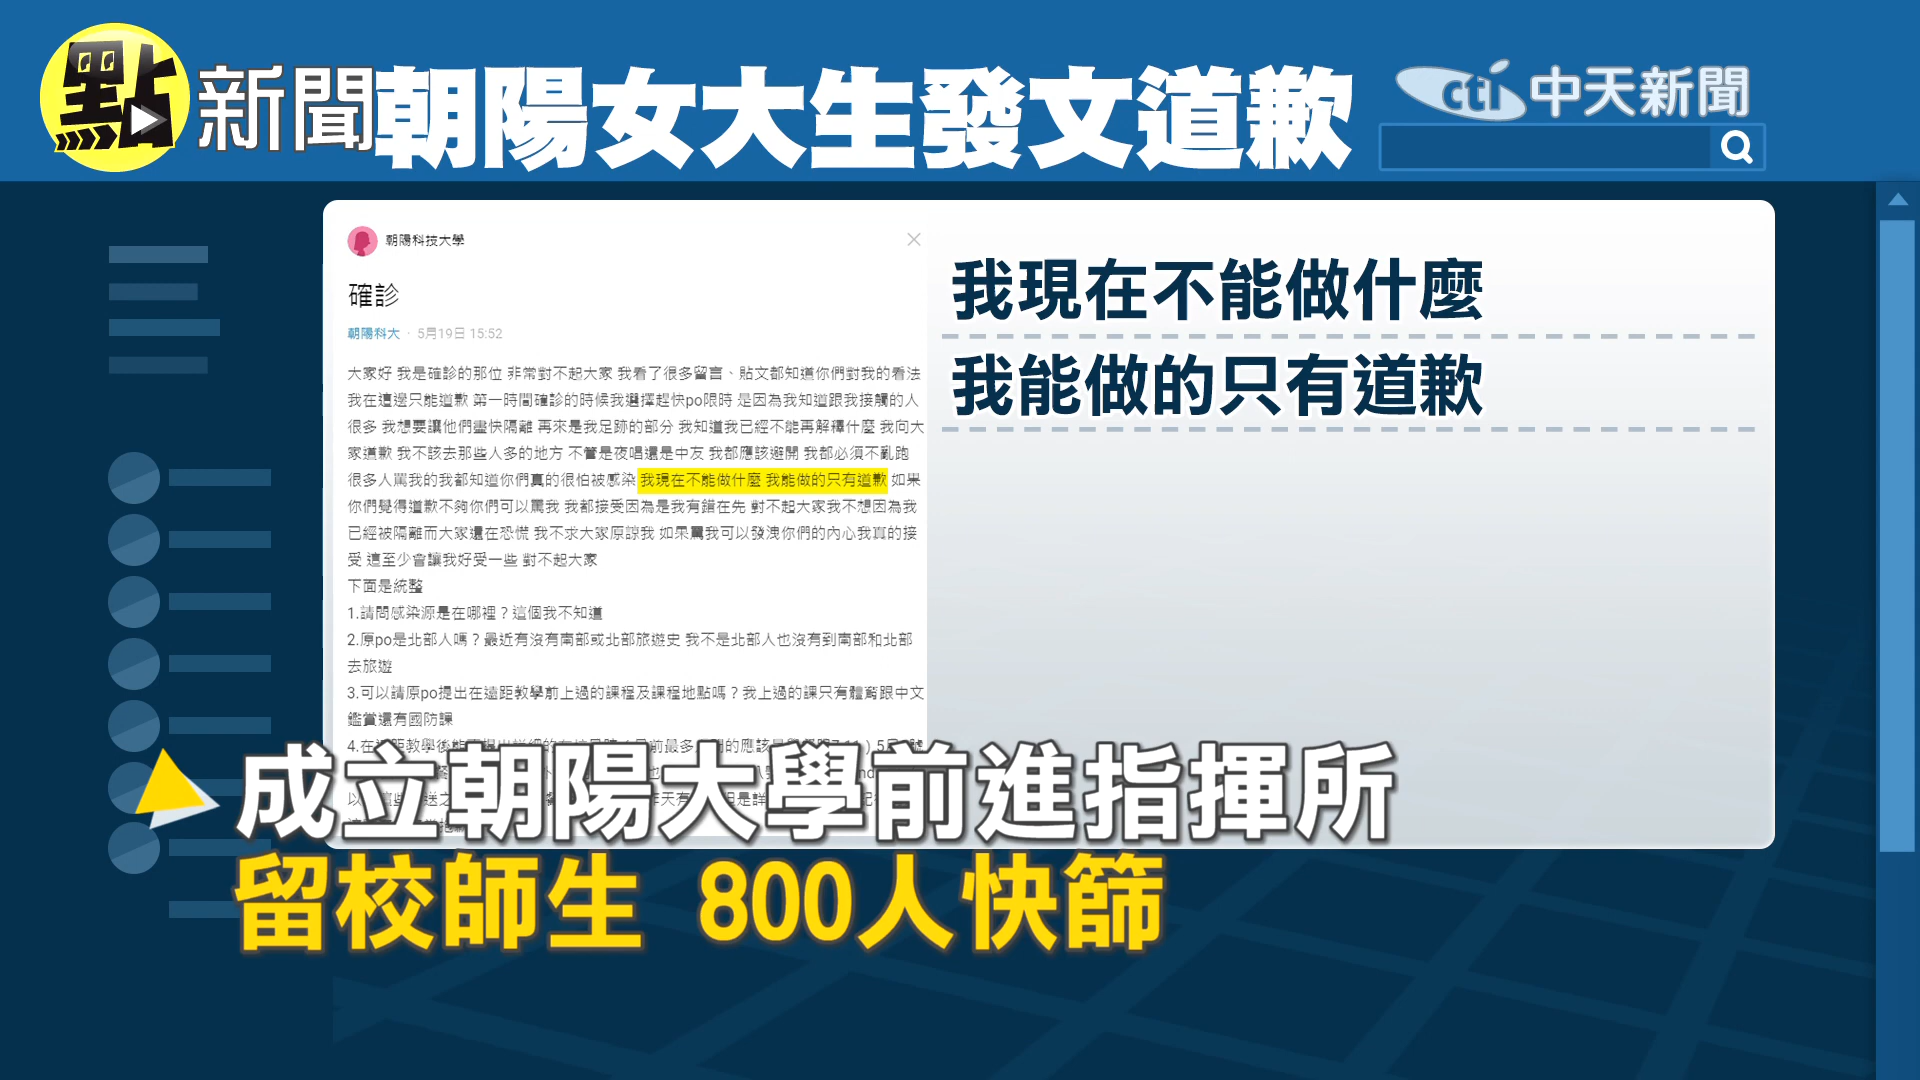 點新聞
朝陽女大生發文道歉
cti 中天新聞
朝陽科技大學
確診
朝陽科大 · 5月19日 15:52
大家好 我是確診的那位 非常對不起大家 我看了很多留言、貼文都知道你們對我的看法
我在這邊只能道歉 第一時間確診的時候我選擇趕快po限時 是因為我知道跟我接觸的人
很多 我想要讓他們盡快隔離 再來是我足跡的部分 我知道我已經不能再解釋什麼 我向大
家道歉 我不該去那些人多的地方 不管是夜唱還是中友 我都應該避開 我都必須不亂跑
很多人罵我的我都知道你們真的很怕被感染 我現在不能做什麼 我能做的只有道歉 如果
你們覺得道歉不夠你們可以罵我 我都接受因為是我有錯在先 對不起大家我不想因為我
已經被隔離而大家還在恐慌 我不求大家原諒我 如果罵我可以發洩你們的內心我真的接
受 這至少會讓我好受一些 對不起大家
下面是統整
1.請問感染源是在哪裡？這個我不知道
2.原po是北部人嗎？最近有沒有南部或北部旅遊史 我不是北部人也沒有到南部和北部
去旅遊
3.可以請原po提出在遠距教學前上過的課程及課程地點嗎？我上過的課只有體育跟中文
鑑賞還有國防課
我現在不能做什麼
我能做的只有道歉
成立朝陽大學前進指揮所
留校師生 800人快篩